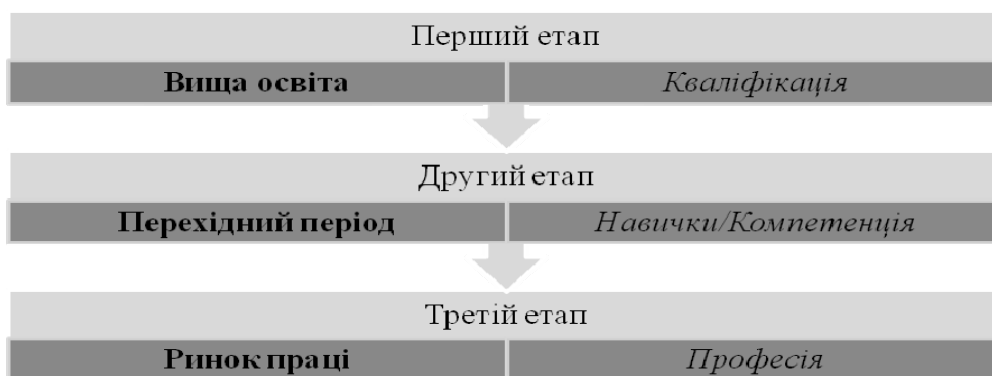 Перший етап
Вища освіта Кваліфікація
Другий етап
Перехідний період Навички/Компетенція
Третій етап
Ринок праці Професія